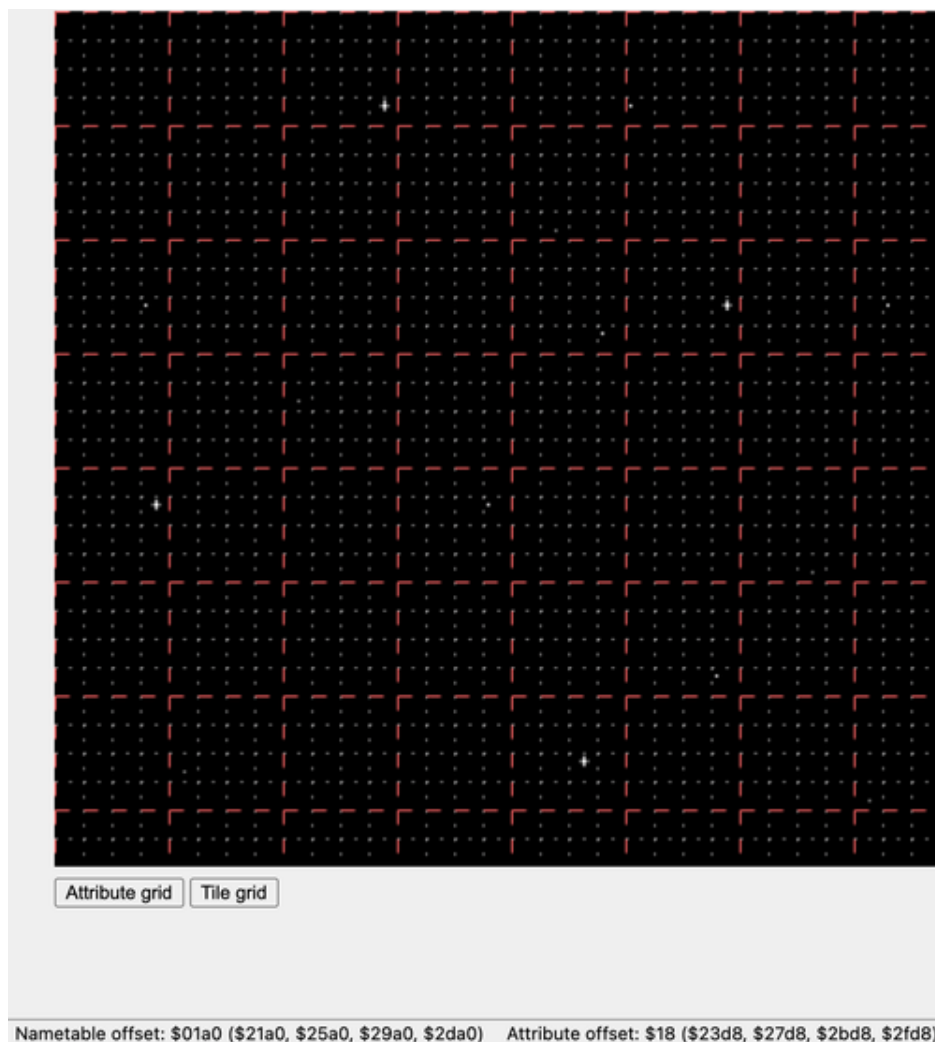 Attribute grid Tile grid
Nametable offset: $01a0 ($21a0, $25a0, $29a0, $2da0) Attribute offset: $18 ($23d8, $27d8, $2bd8, $2fd8)